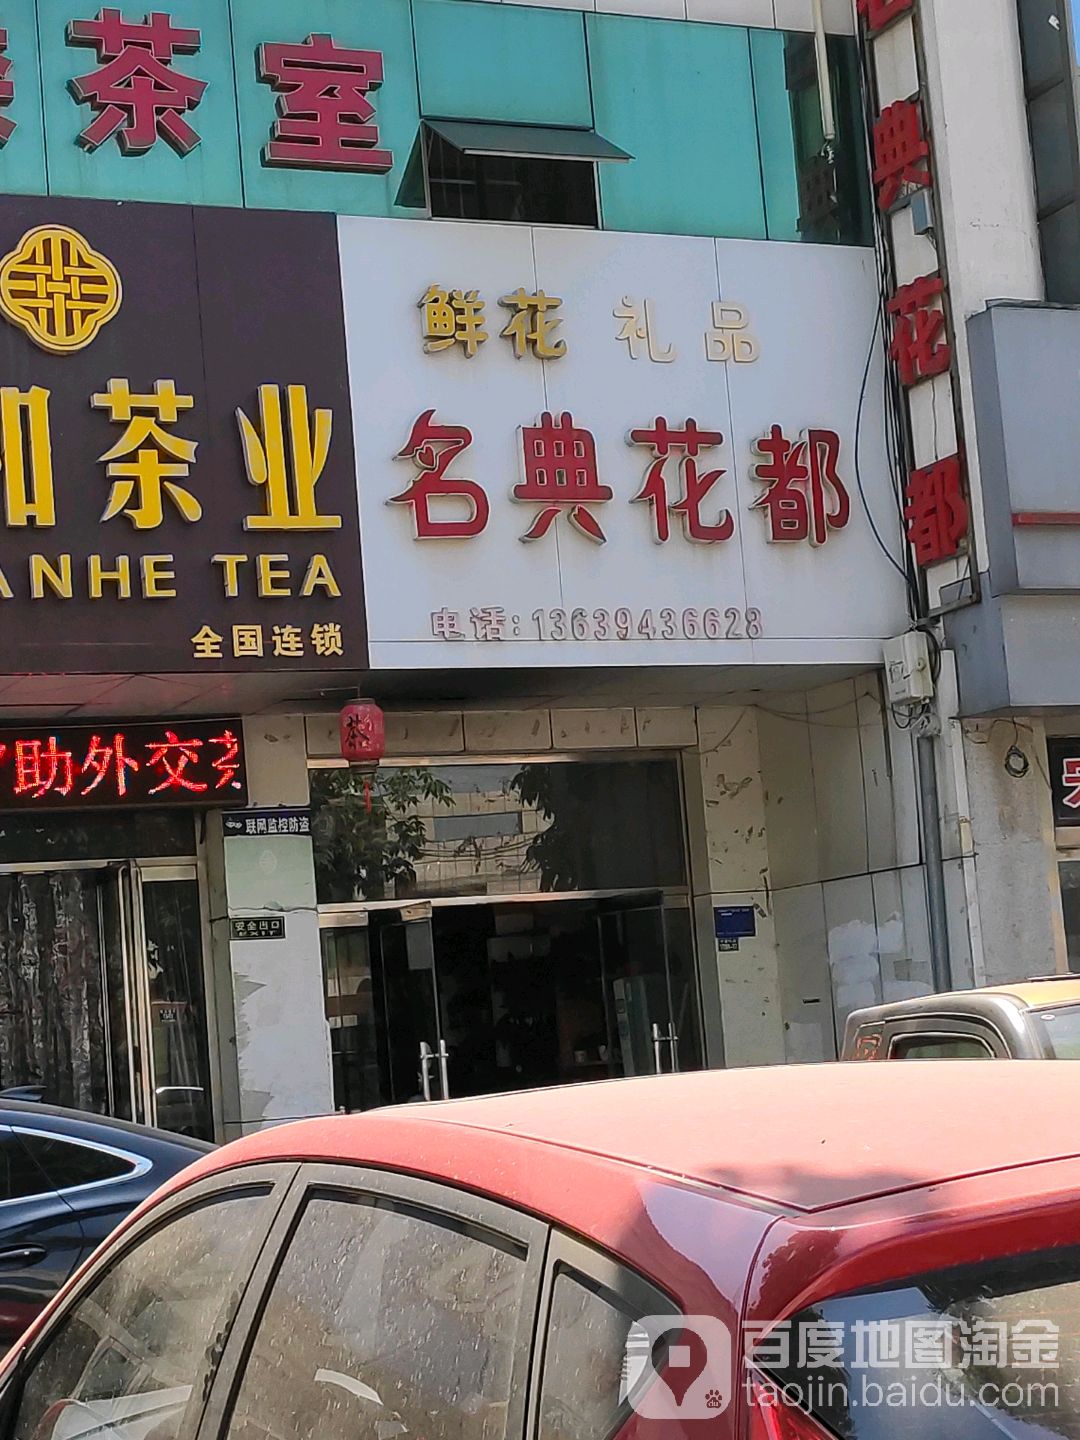 茶室
鲜花 礼品
名典花都
电话:13639436628
茶业
ANHE TEA
全国连锁
典花都
助外交
茶
联网监控防盗
安全出口
EXIT
百度地图淘金
taojin.baidu.com